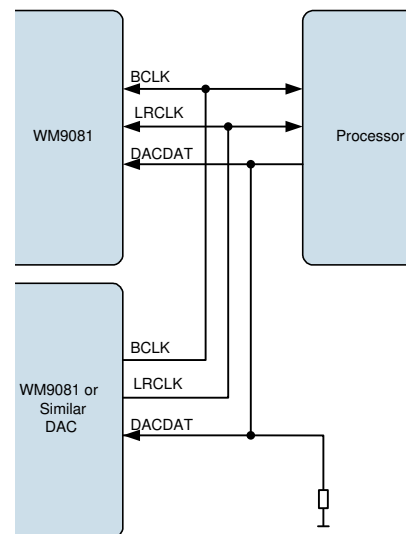 BCLK
LRCLK
WM9081
Processor
DACDAT
BCLK
LRCLK
WM9081 or
Similar
DAC
DACDAT